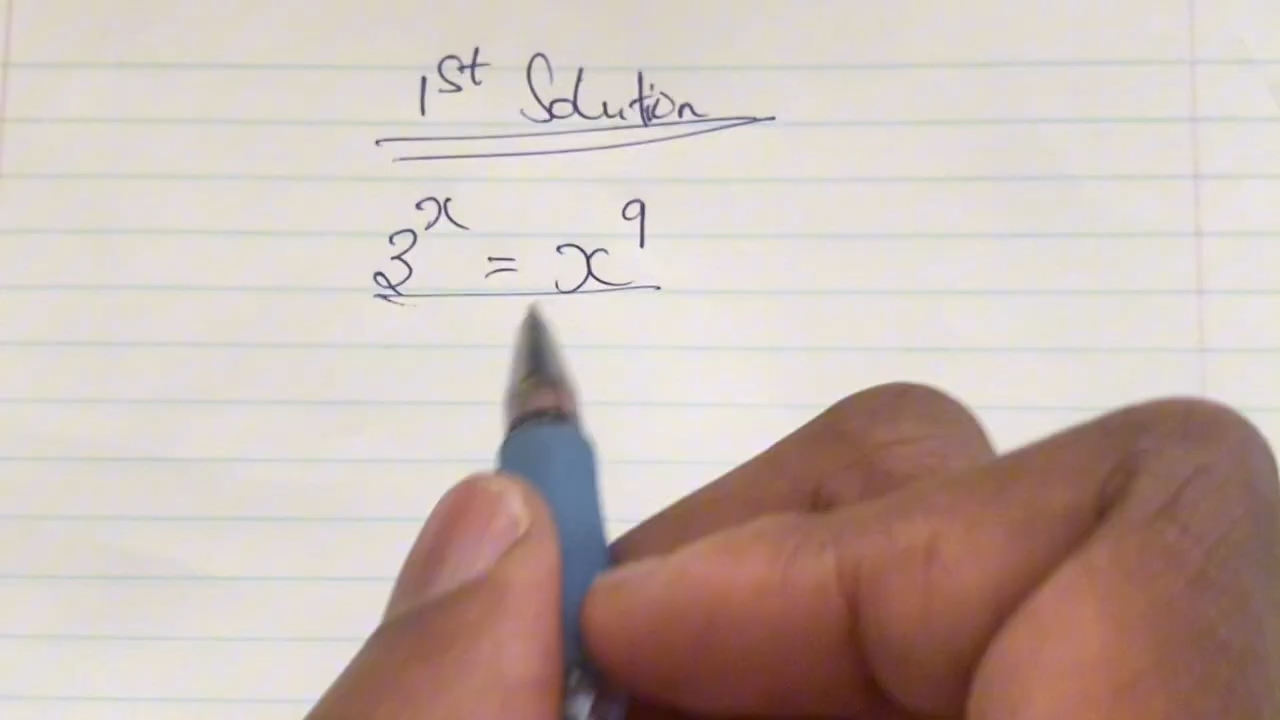 1st Solution
3^x = x^9